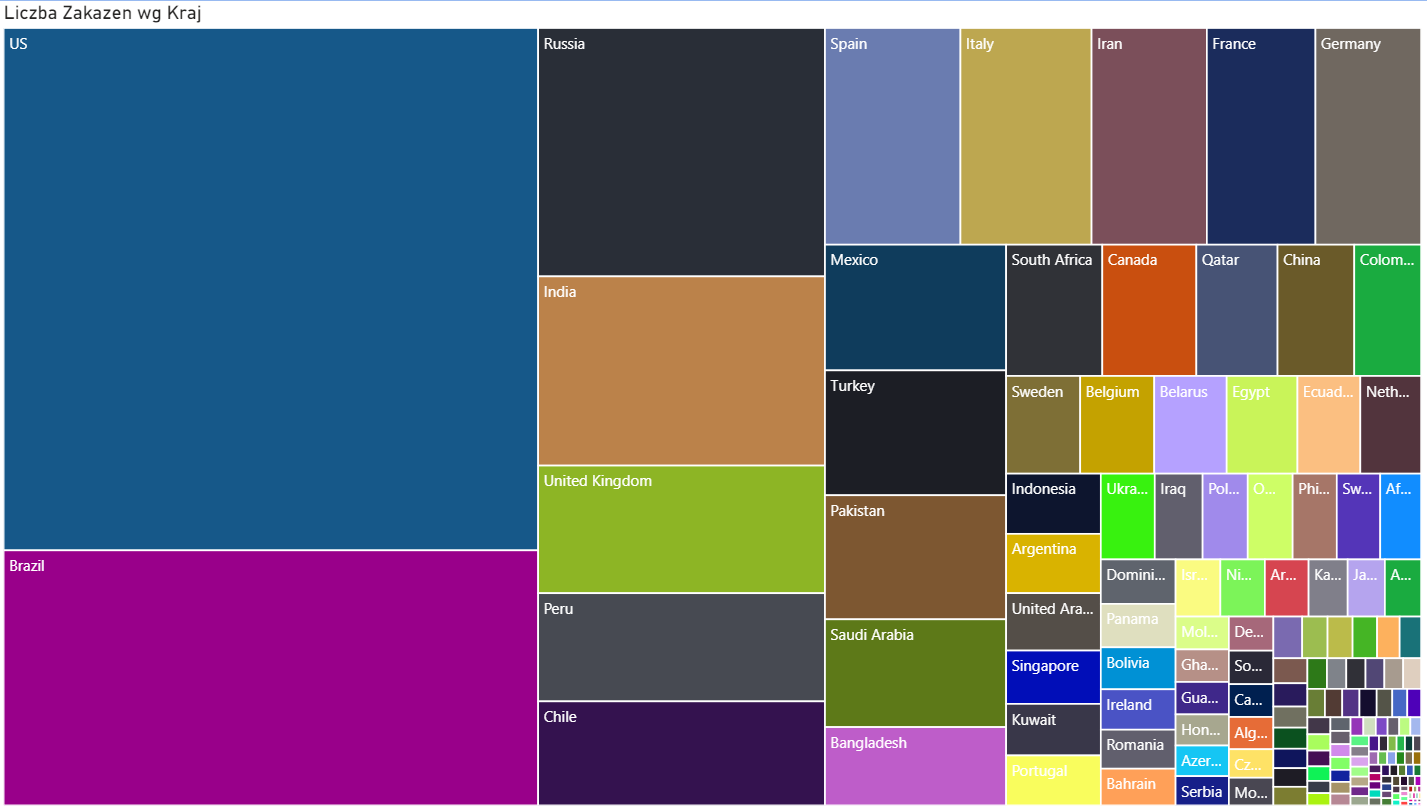 Liczba Zakazen wg Kraj
US
Brazil
Russia
India
United Kingdom
Peru
Chile
Spain
Italy
Iran
France
Germany
Mexico
Turkey
Pakistan
Saudi Arabia
Bangladesh
South Africa
Canada
Qatar
China
Colom...
Sweden
Belgium
Belarus
Egypt
Ecuad...
Neth...
Indonesia
Argentina
United Ara...
Singapore
Kuwait
Portugal
Ukra...
Iraq
Pol...
O...
Phi...
Sw...
Af...
Domini...
Panama
Bolivia
Ireland
Romania
Bahrain
Isr...
Ni...
Ar...
Ka...
Ja...
A...
Mol...
Gha...
Gua...
Hon...
Azer...
Serbia
De...
So...
Ca...
Alg...
Cz...
Mo...